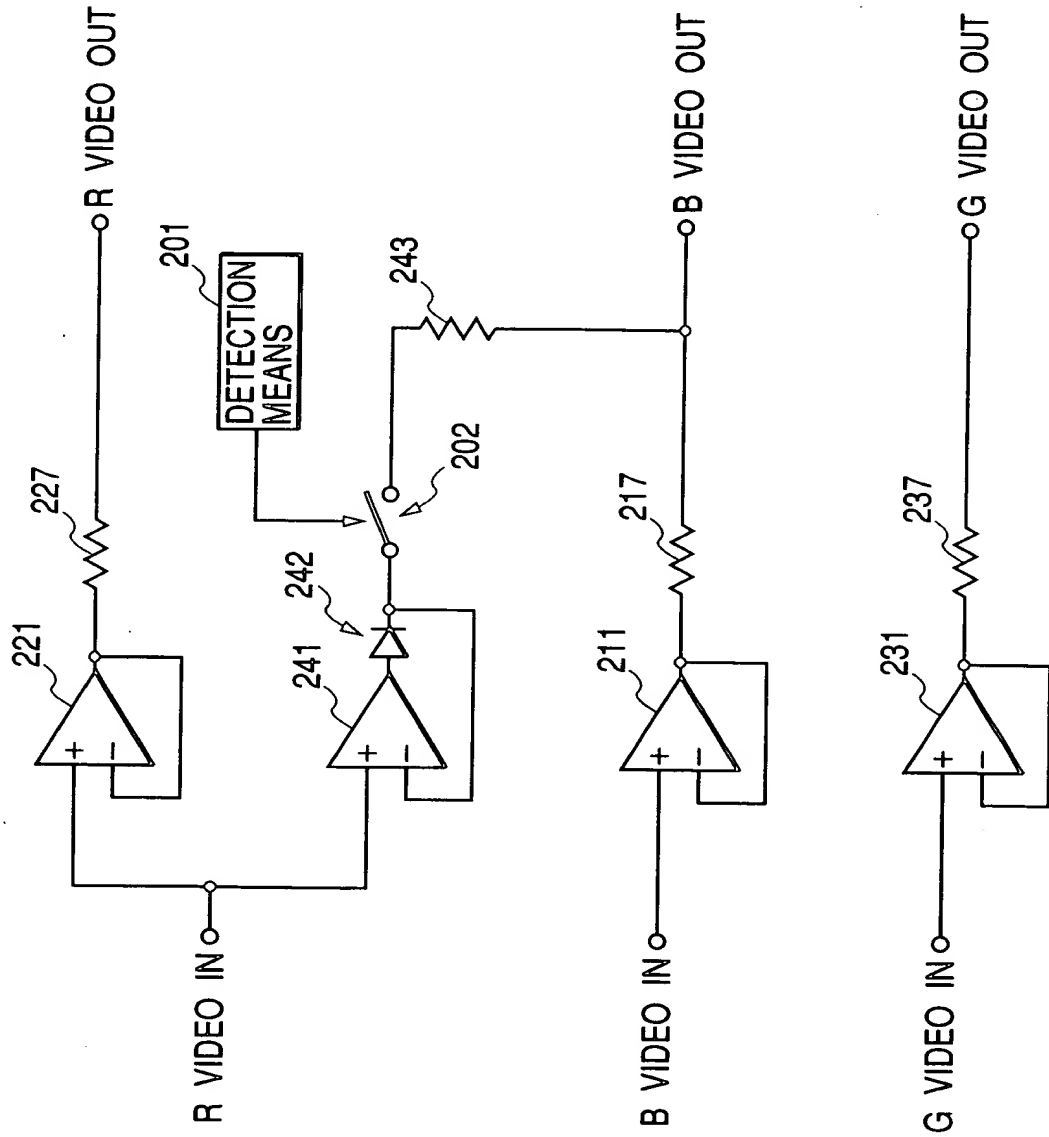 R VIDEO IN
221
+
−
227
R VIDEO OUT
201
DETECTION
MEANS
241
+
−
242
202
243
B VIDEO IN
211
+
−
217
B VIDEO OUT
G VIDEO IN
231
+
−
237
G VIDEO OUT